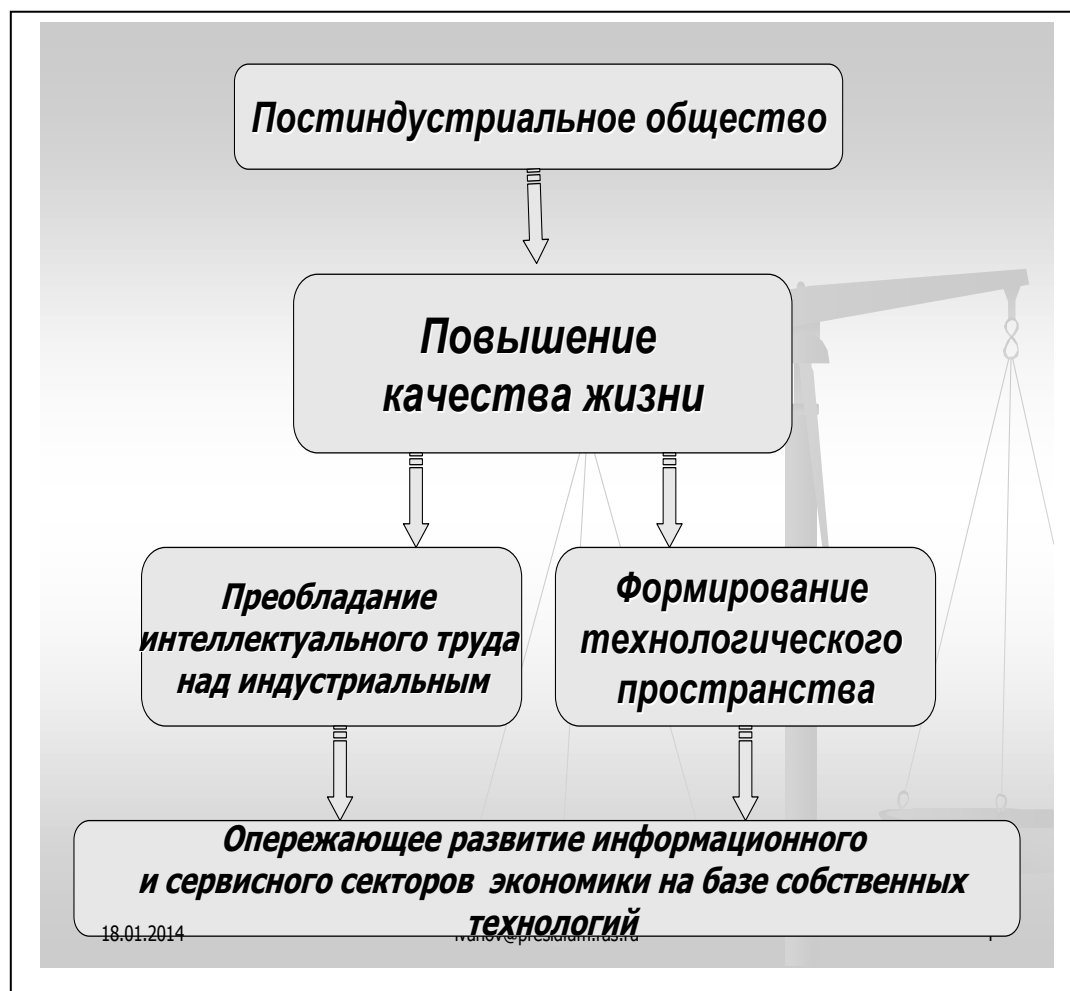 Постиндустриальное общество
Повышение
качества жизни
Преобладание
интеллектуального труда
над индустриальным
Формирование
технологического
пространства
Опережающее развитие информационного
и сервисного секторов экономики на базе собственных
технологий
18.01.2014